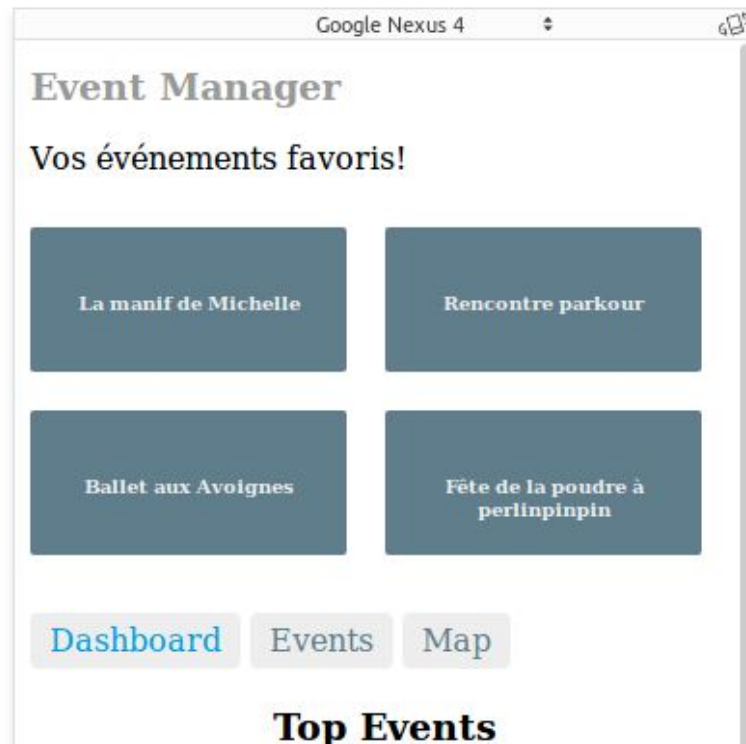 Google Nexus 4
Event Manager
Vos événements favoris!
La manif de Michelle
Rencontre parkour
Ballet aux Avoignes
Fête de la poudre à
perlinpinpin
Dashboard
Events
Map
Top Events